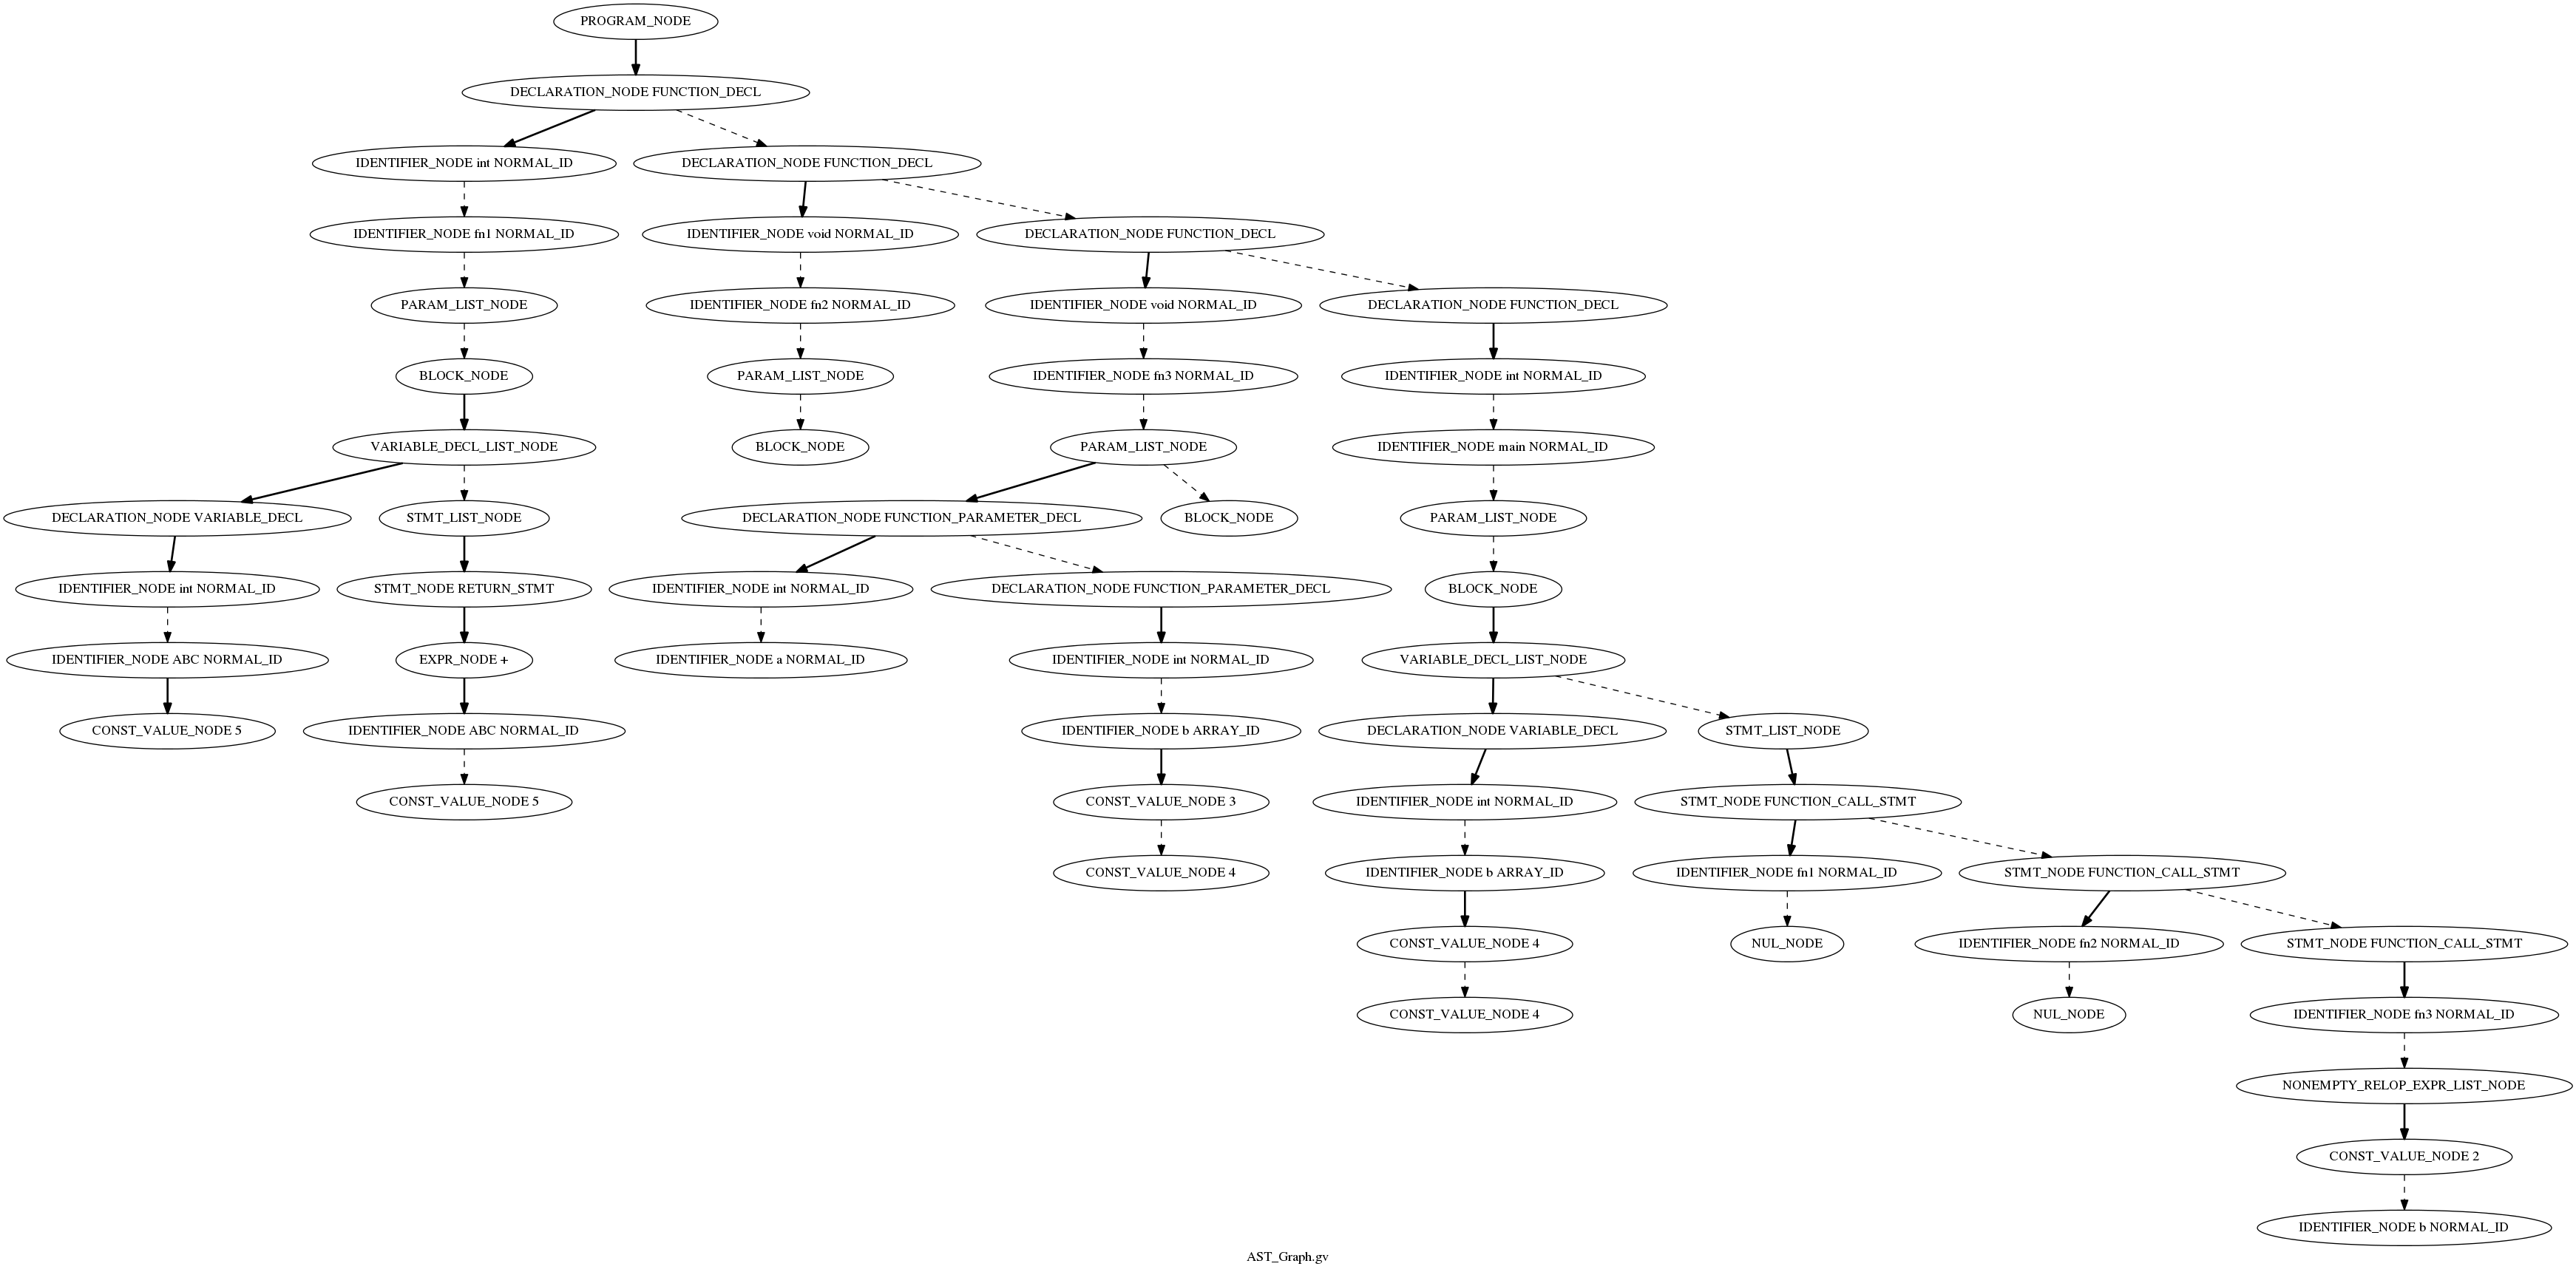 PROGRAM_NODE
DECLARATION_NODE FUNCTION_DECL
IDENTIFIER_NODE int NORMAL_ID
DECLARATION_NODE FUNCTION_DECL
IDENTIFIER_NODE fn1 NORMAL_ID
IDENTIFIER_NODE void NORMAL_ID
DECLARATION_NODE FUNCTION_DECL
PARAM_LIST_NODE
IDENTIFIER_NODE fn2 NORMAL_ID
IDENTIFIER_NODE void NORMAL_ID
DECLARATION_NODE FUNCTION_DECL
BLOCK_NODE
PARAM_LIST_NODE
IDENTIFIER_NODE fn3 NORMAL_ID
IDENTIFIER_NODE int NORMAL_ID
VARIABLE_DECL_LIST_NODE
BLOCK_NODE
PARAM_LIST_NODE
IDENTIFIER_NODE main NORMAL_ID
DECLARATION_NODE VARIABLE_DECL
STMT_LIST_NODE
DECLARATION_NODE FUNCTION_PARAMETER_DECL
BLOCK_NODE
PARAM_LIST_NODE
IDENTIFIER_NODE int NORMAL_ID
STMT_NODE RETURN_STMT
IDENTIFIER_NODE int NORMAL_ID
DECLARATION_NODE FUNCTION_PARAMETER_DECL
BLOCK_NODE
IDENTIFIER_NODE ABC NORMAL_ID
EXPR_NODE +
IDENTIFIER_NODE a NORMAL_ID
IDENTIFIER_NODE int NORMAL_ID
VARIABLE_DECL_LIST_NODE
CONST_VALUE_NODE 5
IDENTIFIER_NODE ABC NORMAL_ID
IDENTIFIER_NODE b ARRAY_ID
DECLARATION_NODE VARIABLE_DECL
STMT_LIST_NODE
CONST_VALUE_NODE 5
CONST_VALUE_NODE 3
IDENTIFIER_NODE int NORMAL_ID
STMT_NODE FUNCTION_CALL_STMT
CONST_VALUE_NODE 4
IDENTIFIER_NODE b ARRAY_ID
IDENTIFIER_NODE fn1 NORMAL_ID
STMT_NODE FUNCTION_CALL_STMT
CONST_VALUE_NODE 4
NUL_NODE
IDENTIFIER_NODE fn2 NORMAL_ID
STMT_NODE FUNCTION_CALL_STMT
CONST_VALUE_NODE 4
NUL_NODE
IDENTIFIER_NODE fn3 NORMAL_ID
NONEMPTY_RELOP_EXPR_LIST_NODE
CONST_VALUE_NODE 2
IDENTIFIER_NODE b NORMAL_ID
AST_Graph.gv